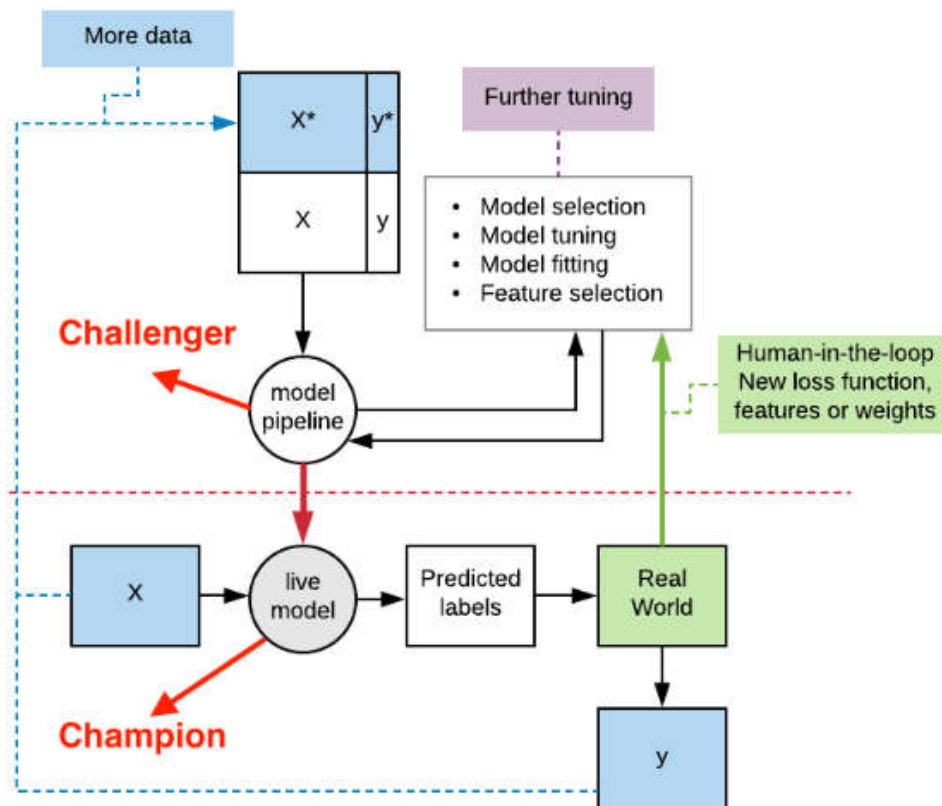 More data
X*
y*
Further tuning
X
y
• Model selection
• Model tuning
• Model fitting
• Feature selection
Challenger
model
pipeline
Human-in-the-loop
New loss function,
features or weights
X
live
model
Predicted
labels
Real
World
Champion
y